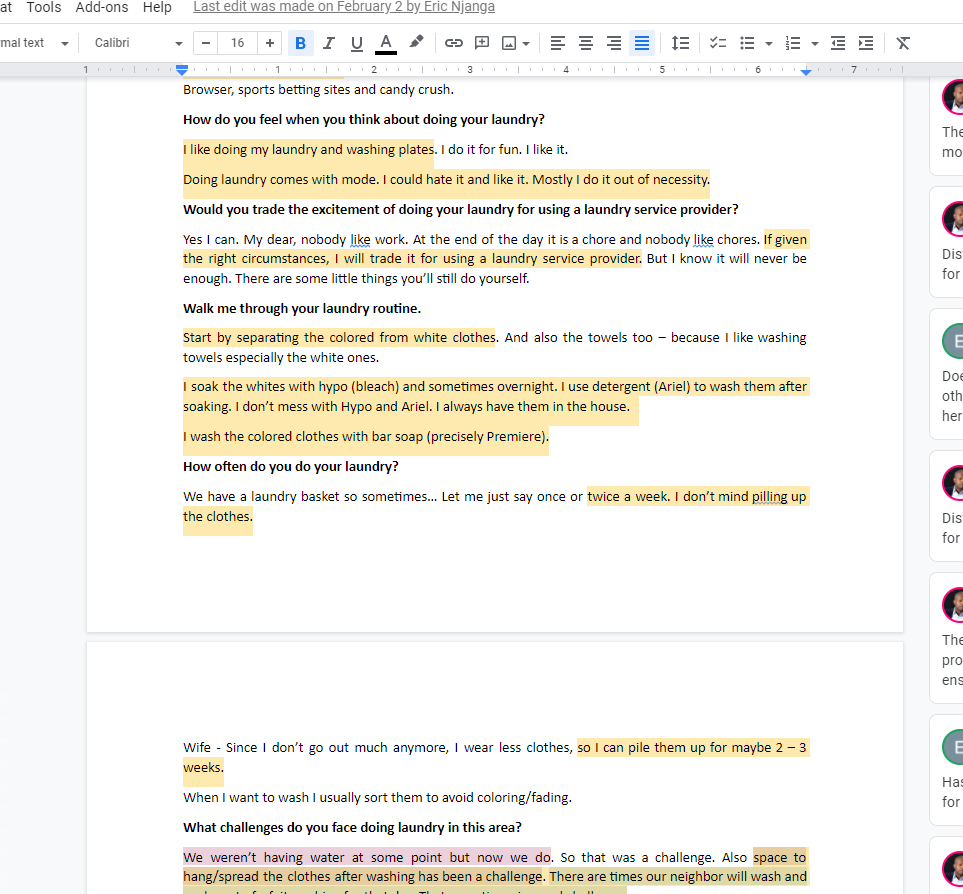 at Tools Add-ons Help Last edit was made on February 2 by Eric Njanga
mal text Calibri 16 B I U A
1 1 2 3 4 5 6 7
Browser, sports betting sites and candy crush.
How do you feel when you think about doing your laundry?
I like doing my laundry and washing plates. I do it for fun. I like it.
Doing laundry comes with mode. I could hate it and like it. Mostly I do it out of necessity.
Would you trade the excitement of doing your laundry for using a laundry service provider?
Yes I can. My dear, nobody like work. At the end of the day it is a chore and nobody like chores. If given
the right circumstances, I will trade it for using a laundry service provider. But I know it will never be
enough. There are some little things you’ll still do yourself.
Walk me through your laundry routine.
Start by separating the colored from white clothes. And also the towels too – because I like washing
towels especially the white ones.
I soak the whites with hypo (bleach) and sometimes overnight. I use detergent (Ariel) to wash them after
soaking. I don’t mess with Hypo and Ariel. I always have them in the house.
I wash the colored clothes with bar soap (precisely Premiere).
How often do you do your laundry?
We have a laundry basket so sometimes... Let me just say once or twice a week. I don’t mind pilling up
the clothes.
Wife - Since I don’t go out much anymore, I wear less clothes, so I can pile them up for maybe 2 – 3
weeks.
When I want to wash I usually sort them to avoid coloring/fading.
What challenges do you face doing laundry in this area?
We weren’t having water at some point but now we do. So that was a challenge. Also space to
hang/spread the clothes after washing has been a challenge. There are times our neighbor will wash and
The
mo
Dis
for
E
Doe
oth
her
Dis
for
The
pro
ens
E
Has
for